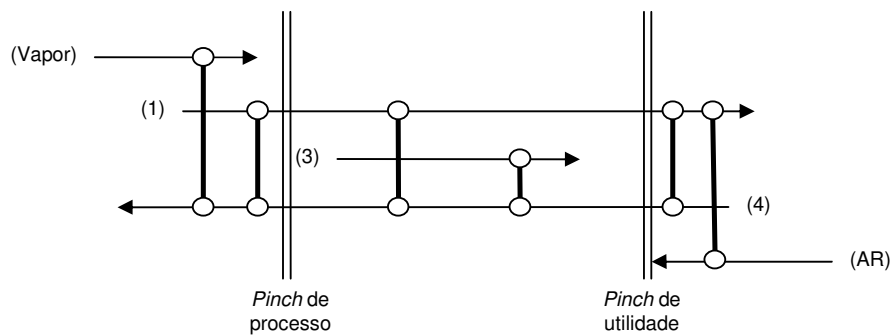 (Vapor)
(1)
(3)
(4)
(AR)
Pinch de
processo
Pinch de
utilidade